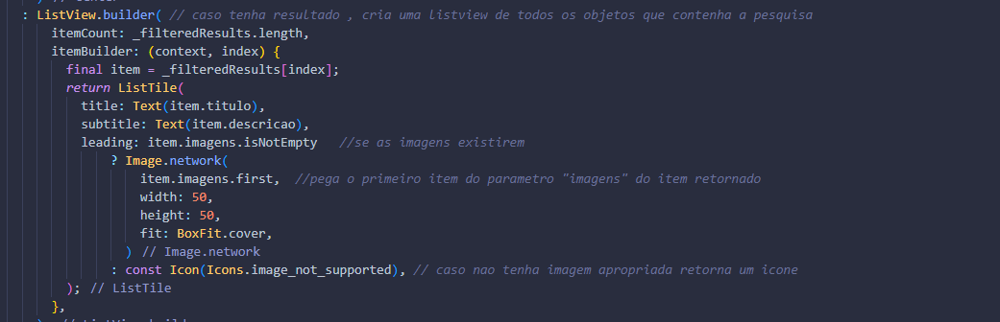 : ListView.builder( // caso tenha resultado , cria uma listview de todos os objetos que contenha a pesquisa
itemCount: _filteredResults.length,
itemBuilder: (context, index) {
final item = _filteredResults[index];
return ListTile(
title: Text(item.titulo),
subtitle: Text(item.descricao),
leading: item.imagens.isNotEmpty //se as imagens existirem
? Image.network(
item.imagens.first, //pega o primeiro item do parametro "imagens" do item retornado
width: 50,
height: 50,
fit: BoxFit.cover,
) // Image.network
: const Icon(Icons.image_not_supported), // caso nao tenha imagem apropriada retorna um icone
); // ListTile
},